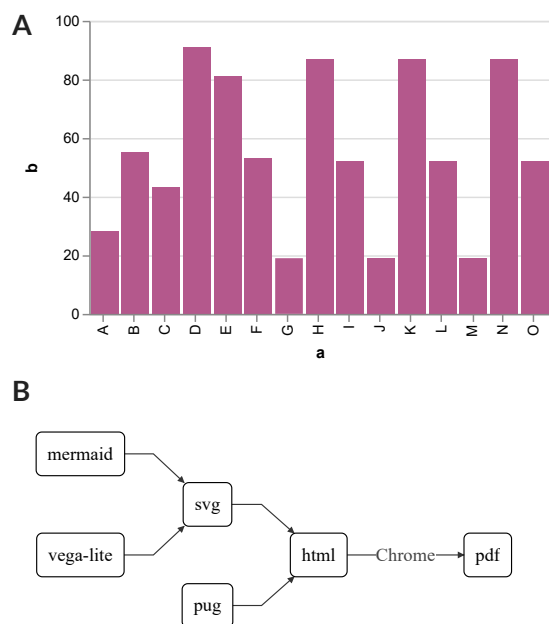 A
100
80
60
40
20
0
b
A B C D E F G H I J K L M N O
a
B
mermaid
svg
vega-lite
html
Chrome
pdf
pug